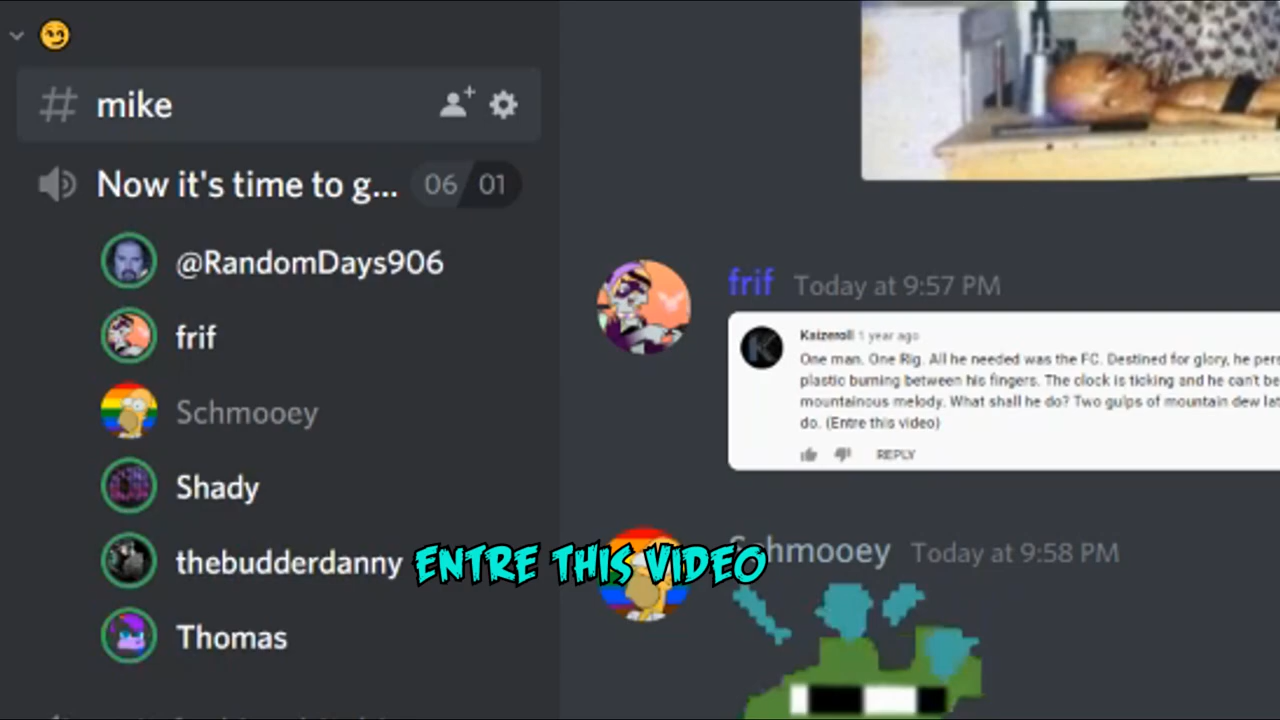 # mike
Now it's time to g... 06 01
@RandomDays906
frif
Schmooey
Shady
thebudderdanny
Thomas
frif Today at 9:57 PM
Kaizeroll 1 year ago
One man. One Rig. All he needed was the FC. Destined for glory, he pers
plastic burning between his fingers. The clock is ticking and he can't be
mountainous melody. What shall he do? Two gulps of mountain dew lat
do. (Entre this video)
REPLY
Schmooey Today at 9:58 PM
ENTRE THIS VIDEO